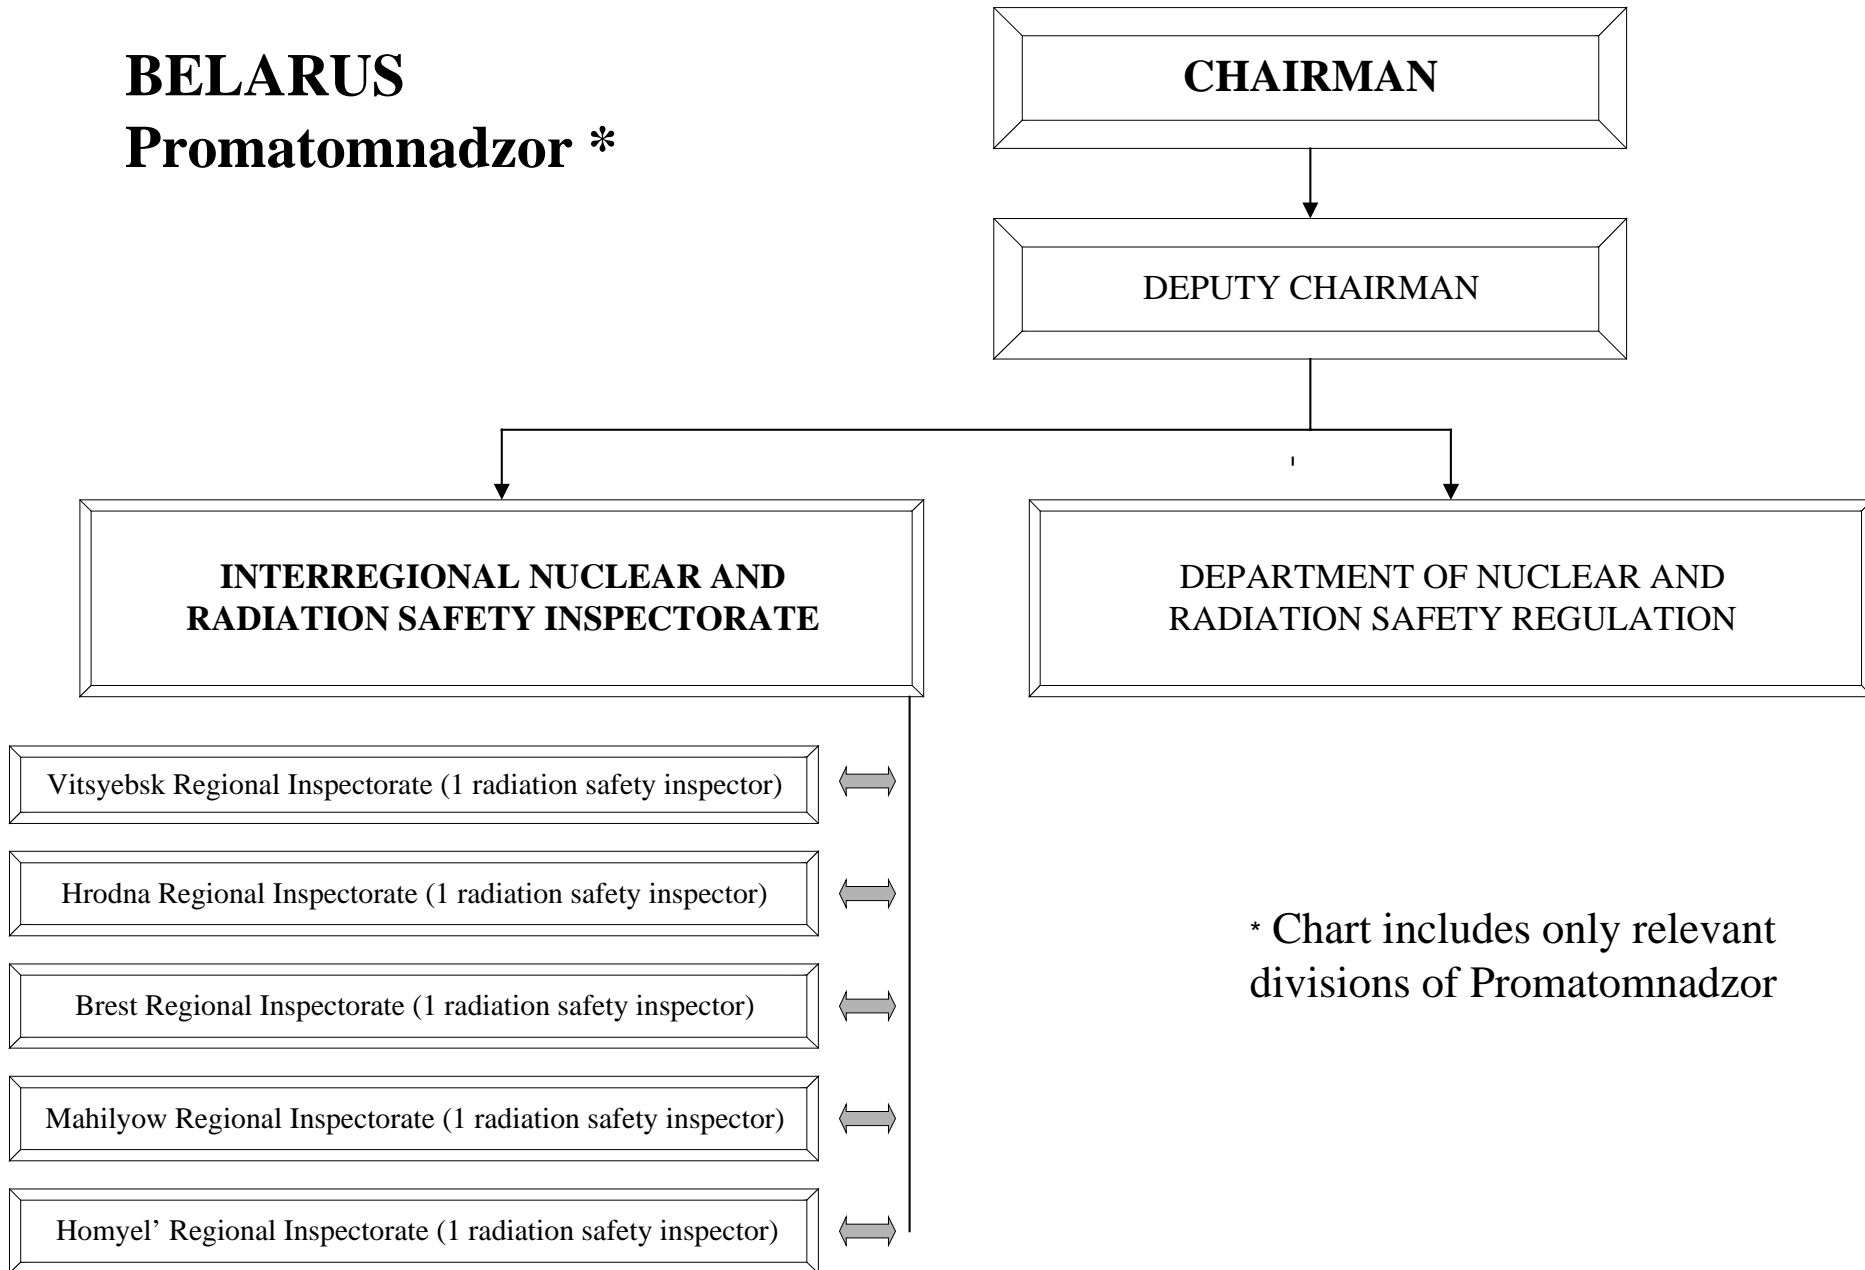 BELARUS
Promatomnadzor *
CHAIRMAN
DEPUTY CHAIRMAN
INTERREGIONAL NUCLEAR AND
RADIATION SAFETY INSPECTORATE
DEPARTMENT OF NUCLEAR AND
RADIATION SAFETY REGULATION
Vitsyebsk Regional Inspectorate (1 radiation safety inspector)
Hrodna Regional Inspectorate (1 radiation safety inspector)
Brest Regional Inspectorate (1 radiation safety inspector)
Mahilyow Regional Inspectorate (1 radiation safety inspector)
Homyel’ Regional Inspectorate (1 radiation safety inspector)
* Chart includes only relevant
divisions of Promatomnadzor